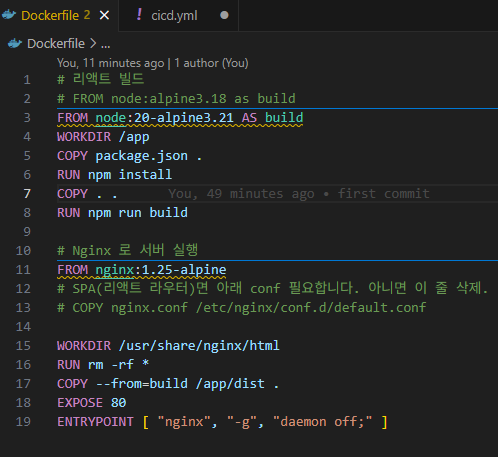 Dockerfile 2 × ! cicd.yml ●
Dockerfile > ...
You, 11 minutes ago | 1 author (You)
1 # 리액트 빌드
2 # FROM node:alpine3.18 as build
3 FROM node:20-alpine3.21 AS build
4 WORKDIR /app
5 COPY package.json .
6 RUN npm install
7 COPY . . You, 49 minutes ago • first commit
8 RUN npm run build
9
10 # Nginx 로 서버 실행
11 FROM nginx:1.25-alpine
12 # SPA(리액트 라우터)면 아래 conf 필요합니다. 아니면 이 줄 삭제.
13 # COPY nginx.conf /etc/nginx/conf.d/default.conf
14
15 WORKDIR /usr/share/nginx/html
16 RUN rm -rf *
17 COPY --from=build /app/dist .
18 EXPOSE 80
19 ENTRYPOINT [ "nginx", "-g", "daemon off;" ]